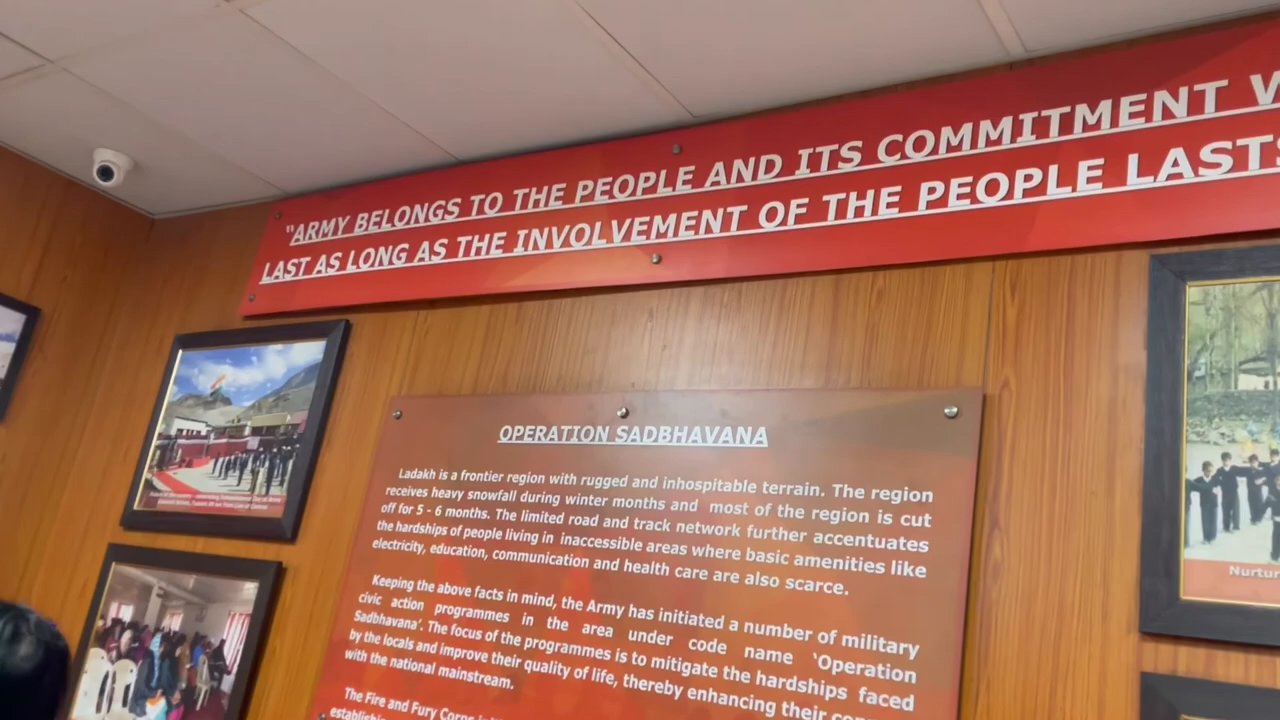 "ARMY BELONGS TO THE PEOPLE AND ITS COMMITMENT
LAST AS LONG AS THE INVOLVEMENT OF THE PEOPLE LASTS
OPERATION SADBHAVANA
Ladakh is a frontier region with rugged and inhospitable terrain. The region
receives heavy snowfall during winter months and most of the region is cut
off for 5 - 6 months. The limited road and track network further accentuates
the hardships of people living in inaccessible areas where basic amenities like
electricity, education, communication and health care are also scarce.
Keeping the above facts in mind, the Army has initiated a number of military
civic action programmes in the area under code name 'Operation
Sadbhavana'. The focus of the programmes is to mitigate the hardships faced
by the locals and improve their quality of life, thereby enhancing their
with the national mainstream.
The Fire and Fury Corps